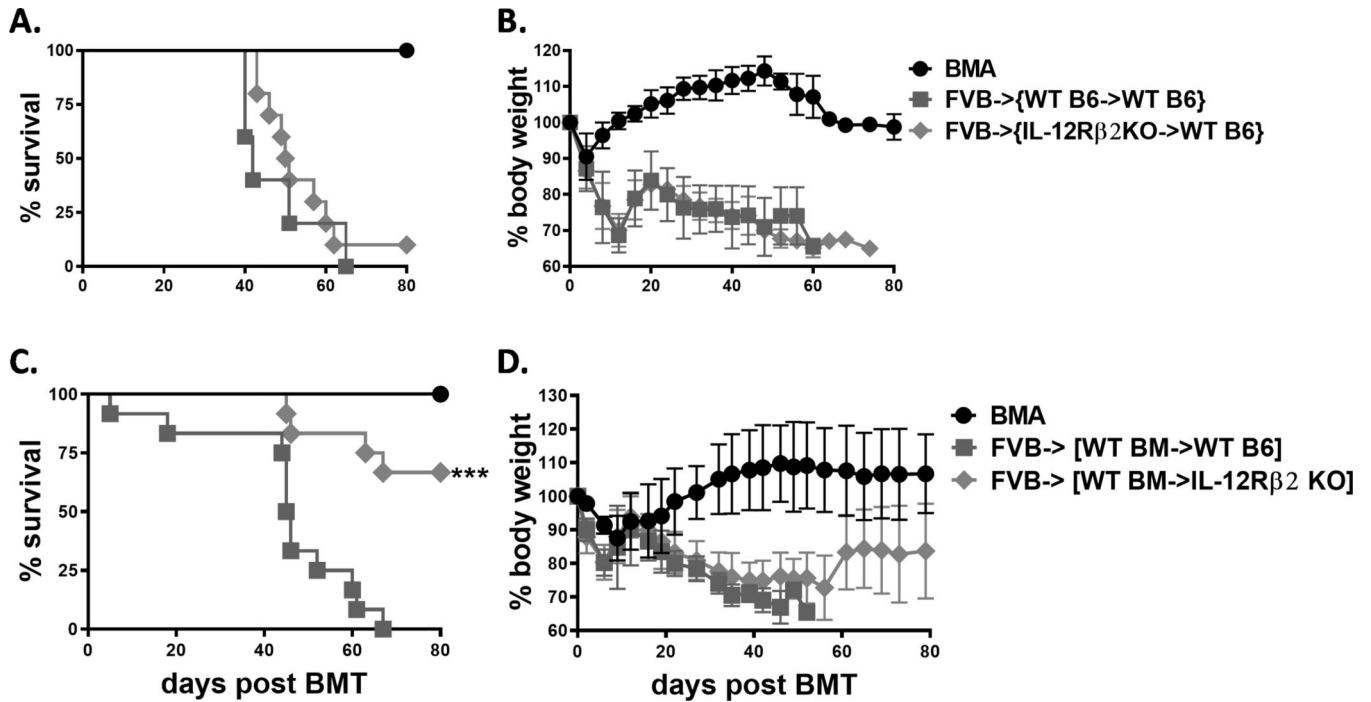 A.
B.
% survival
100
75
50
25
0
0 20 40 60 80
% body weight
120
110
100
90
80
70
60
0 20 40 60 80
BMA
FVB->{WT B6->WT B6}
FVB->{IL-12Rβ2KO->WT B6}
C.
D.
% survival
100
75
50
25
0
***
0 20 40 60 80
days post BMT
% body weight
130
120
110
100
90
80
70
60
0 20 40 60 80
days post BMT
BMA
FVB-> [WT BM->WT B6]
FVB-> [WT BM->IL-12Rβ2 KO]